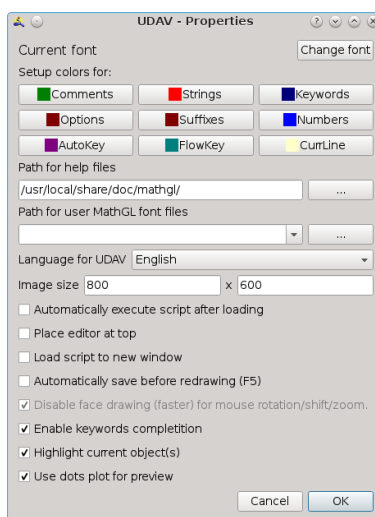 UDAV - Properties
Current font Change font
Setup colors for:
Comments Strings Keywords
Options Suffixes Numbers
AutoKey FlowKey CurrLine
Path for help files
/usr/local/share/doc/mathgl/ ...
Path for user MathGL font files
...
Language for UDAV English
Image size 800 x 600
Automatically execute script after loading
Place editor at top
Load script to new window
Automatically save before redrawing (F5)
Disable face drawing (faster) for mouse rotation/shift/zoom.
Enable keywords completition
Highlight current object(s)
Use dots plot for preview
Cancel OK